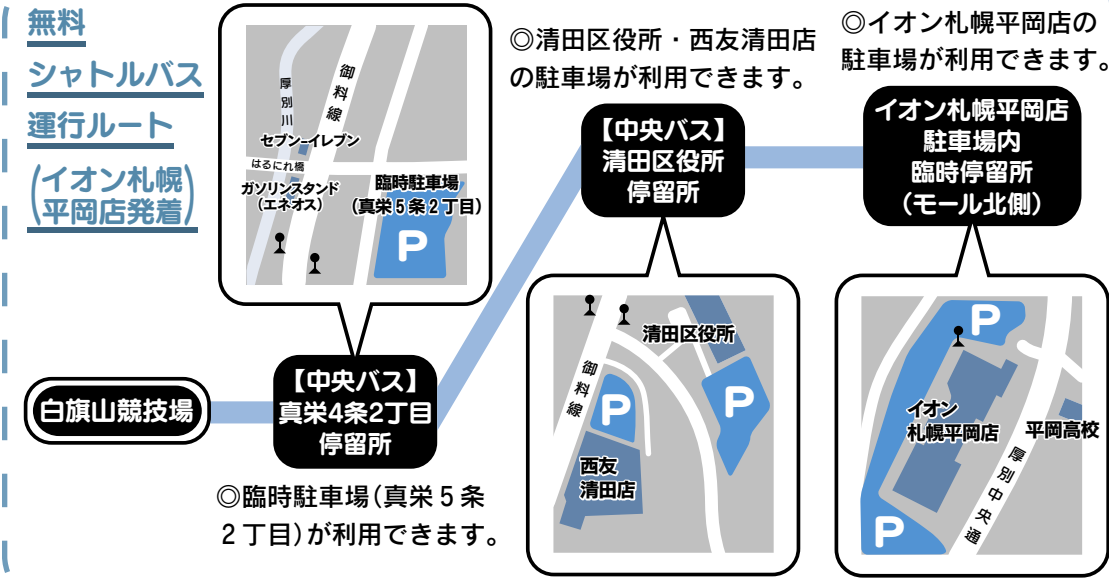 無料
シャトルバス
運行ルート
(イオン札幌
平岡店発着)
厚別川
御料線
セブン-イレブン
はるにれ橋
ガソリンスタンド
(エネオス)
臨時駐車場
(真栄5条2丁目)
P
白旗山競技場
【中央バス】
真栄4条2丁目
停留所
◎臨時駐車場(真栄5条
2丁目)が利用できます。
◎清田区役所・西友清田店
の駐車場が利用できます。
【中央バス】
清田区役所
停留所
清田区役所
御料線
P
P
西友
清田店
◎イオン札幌平岡店の
駐車場が利用できます。
イオン札幌平岡店
駐車場内
臨時停留所
(モール北側)
P
イオン
札幌平岡店
平岡高校
厚別中央通
P